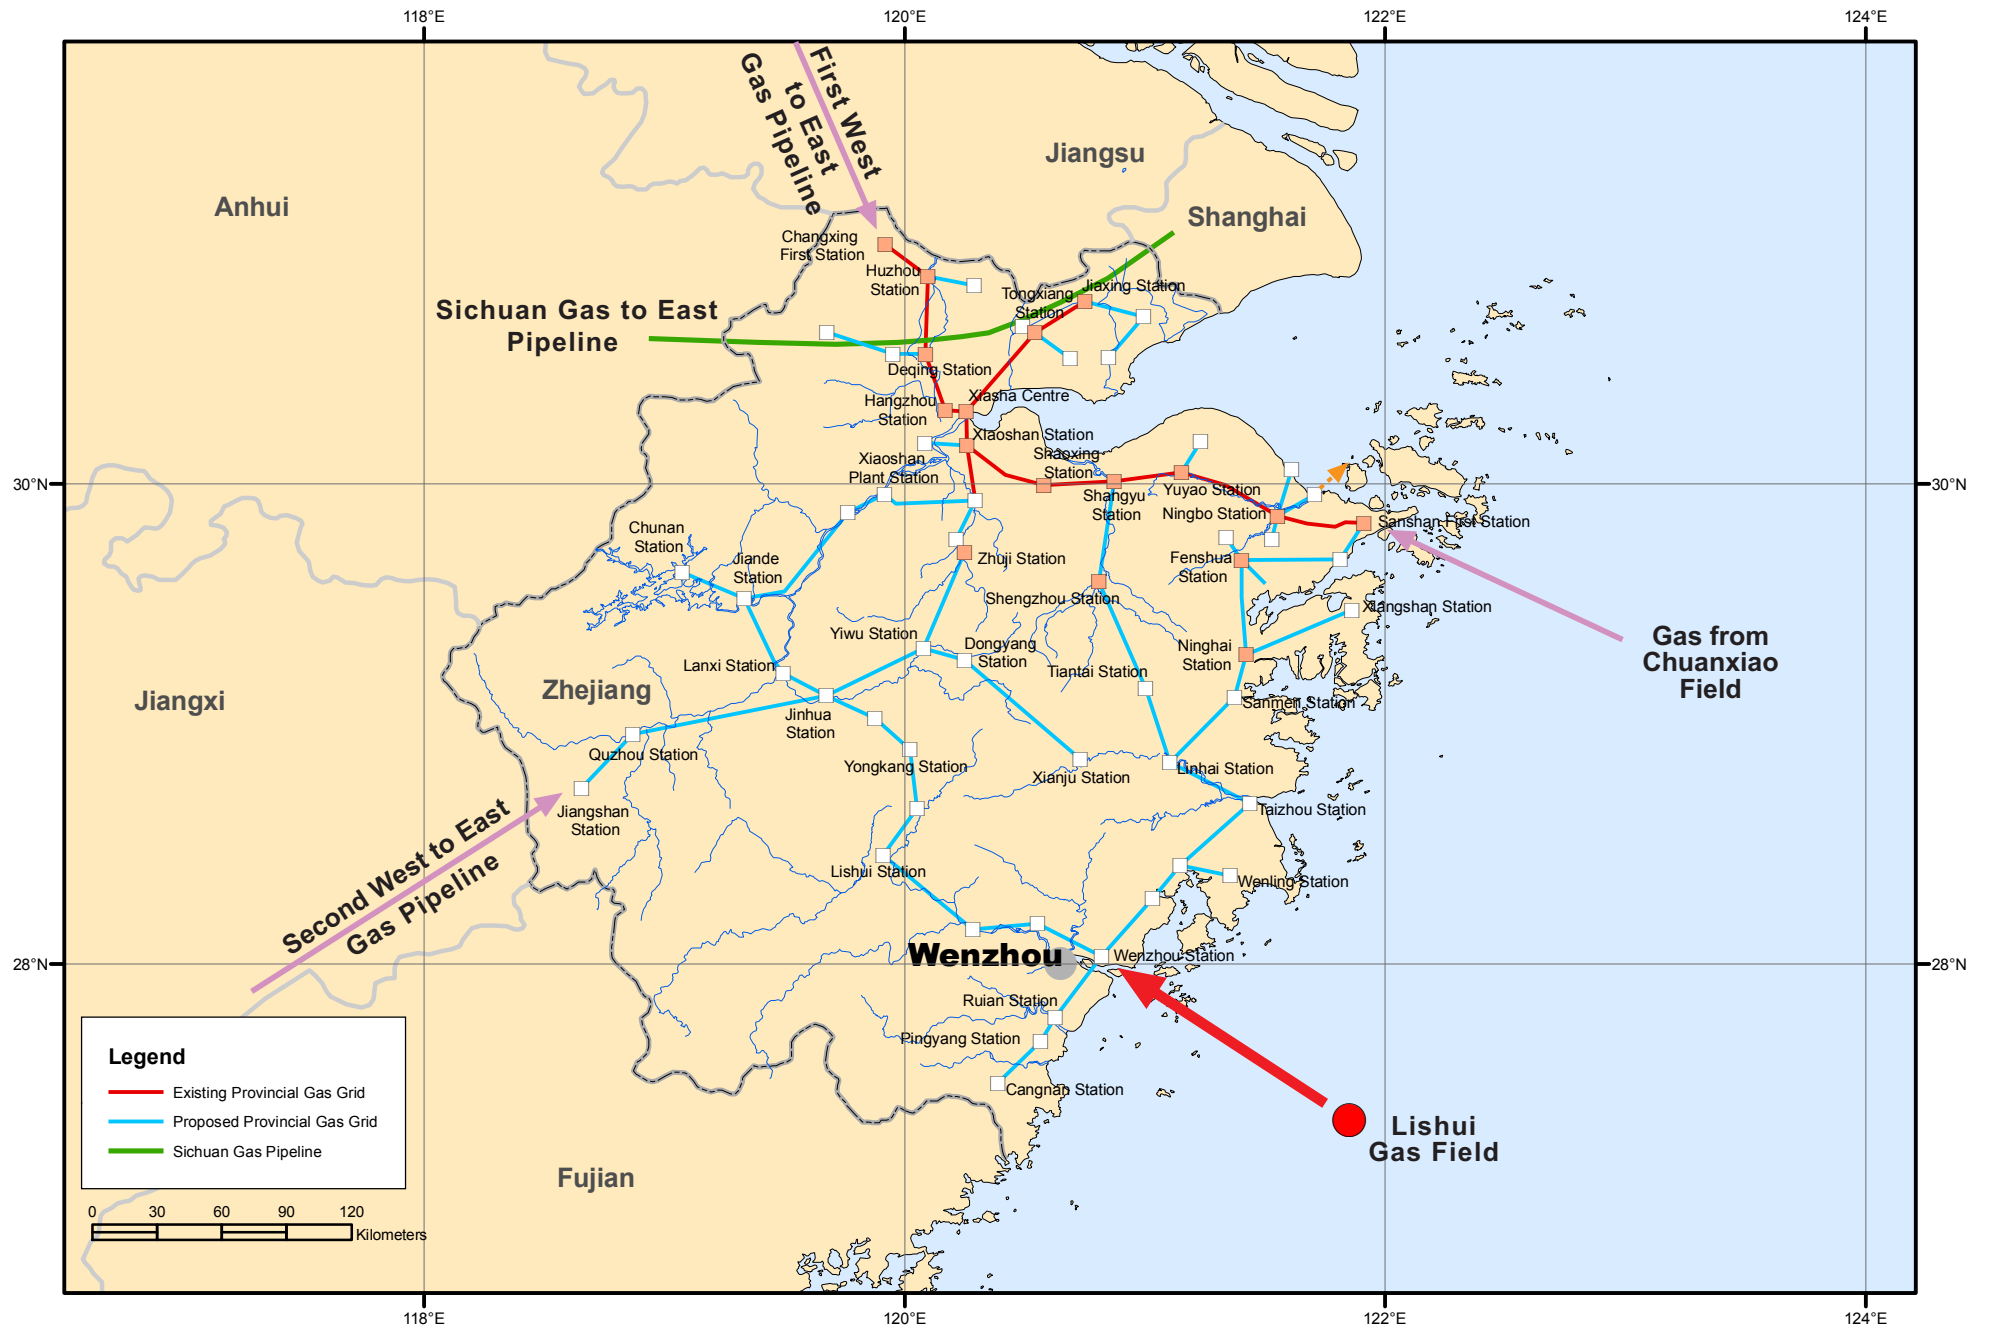 118°E
120°E
122°E
124°E
First West
to East
Gas Pipeline
Jiangsu
Anhui
Shanghai
Changxing
First Station
Huzhou
Station
Tongxiang
Station
Jiaxing Station
Sichuan Gas to East
Pipeline
Deqing Station
Hangzhou
Station
Xiasha Centre
Xiaoshan Station
Shaoxing
Station
Xiaoshan
Plant Station
30°N
30°N
Shangyu
Station
Yuyao Station
Ningbo Station
Sanshan First Station
Chunan
Station
Jiande
Station
Zhuji Station
Fenshua
Station
Shengzhou Station
Xiangshan Station
Yiwu Station
Dongyang
Station
Ninghai
Station
Gas from
Chuanxiao
Field
Lanxi Station
Tiantai Station
Zhejiang
Jiangxi
Sanmen Station
Jinhua
Station
Quzhou Station
Yongkang Station
Xianju Station
Linhai Station
Jiangshan
Station
Taizhou Station
Second West to East
Gas Pipeline
Lishui Station
Wenling Station
Wenzhou
Wenzhou Station
28°N
28°N
Ruian Station
Pingyang Station
Cangnan Station
Lishui
Gas Field
Legend
Existing Provincial Gas Grid
Proposed Provincial Gas Grid
Sichuan Gas Pipeline
Fujian
0 30 60 90 120
Kilometers
118°E
120°E
122°E
124°E